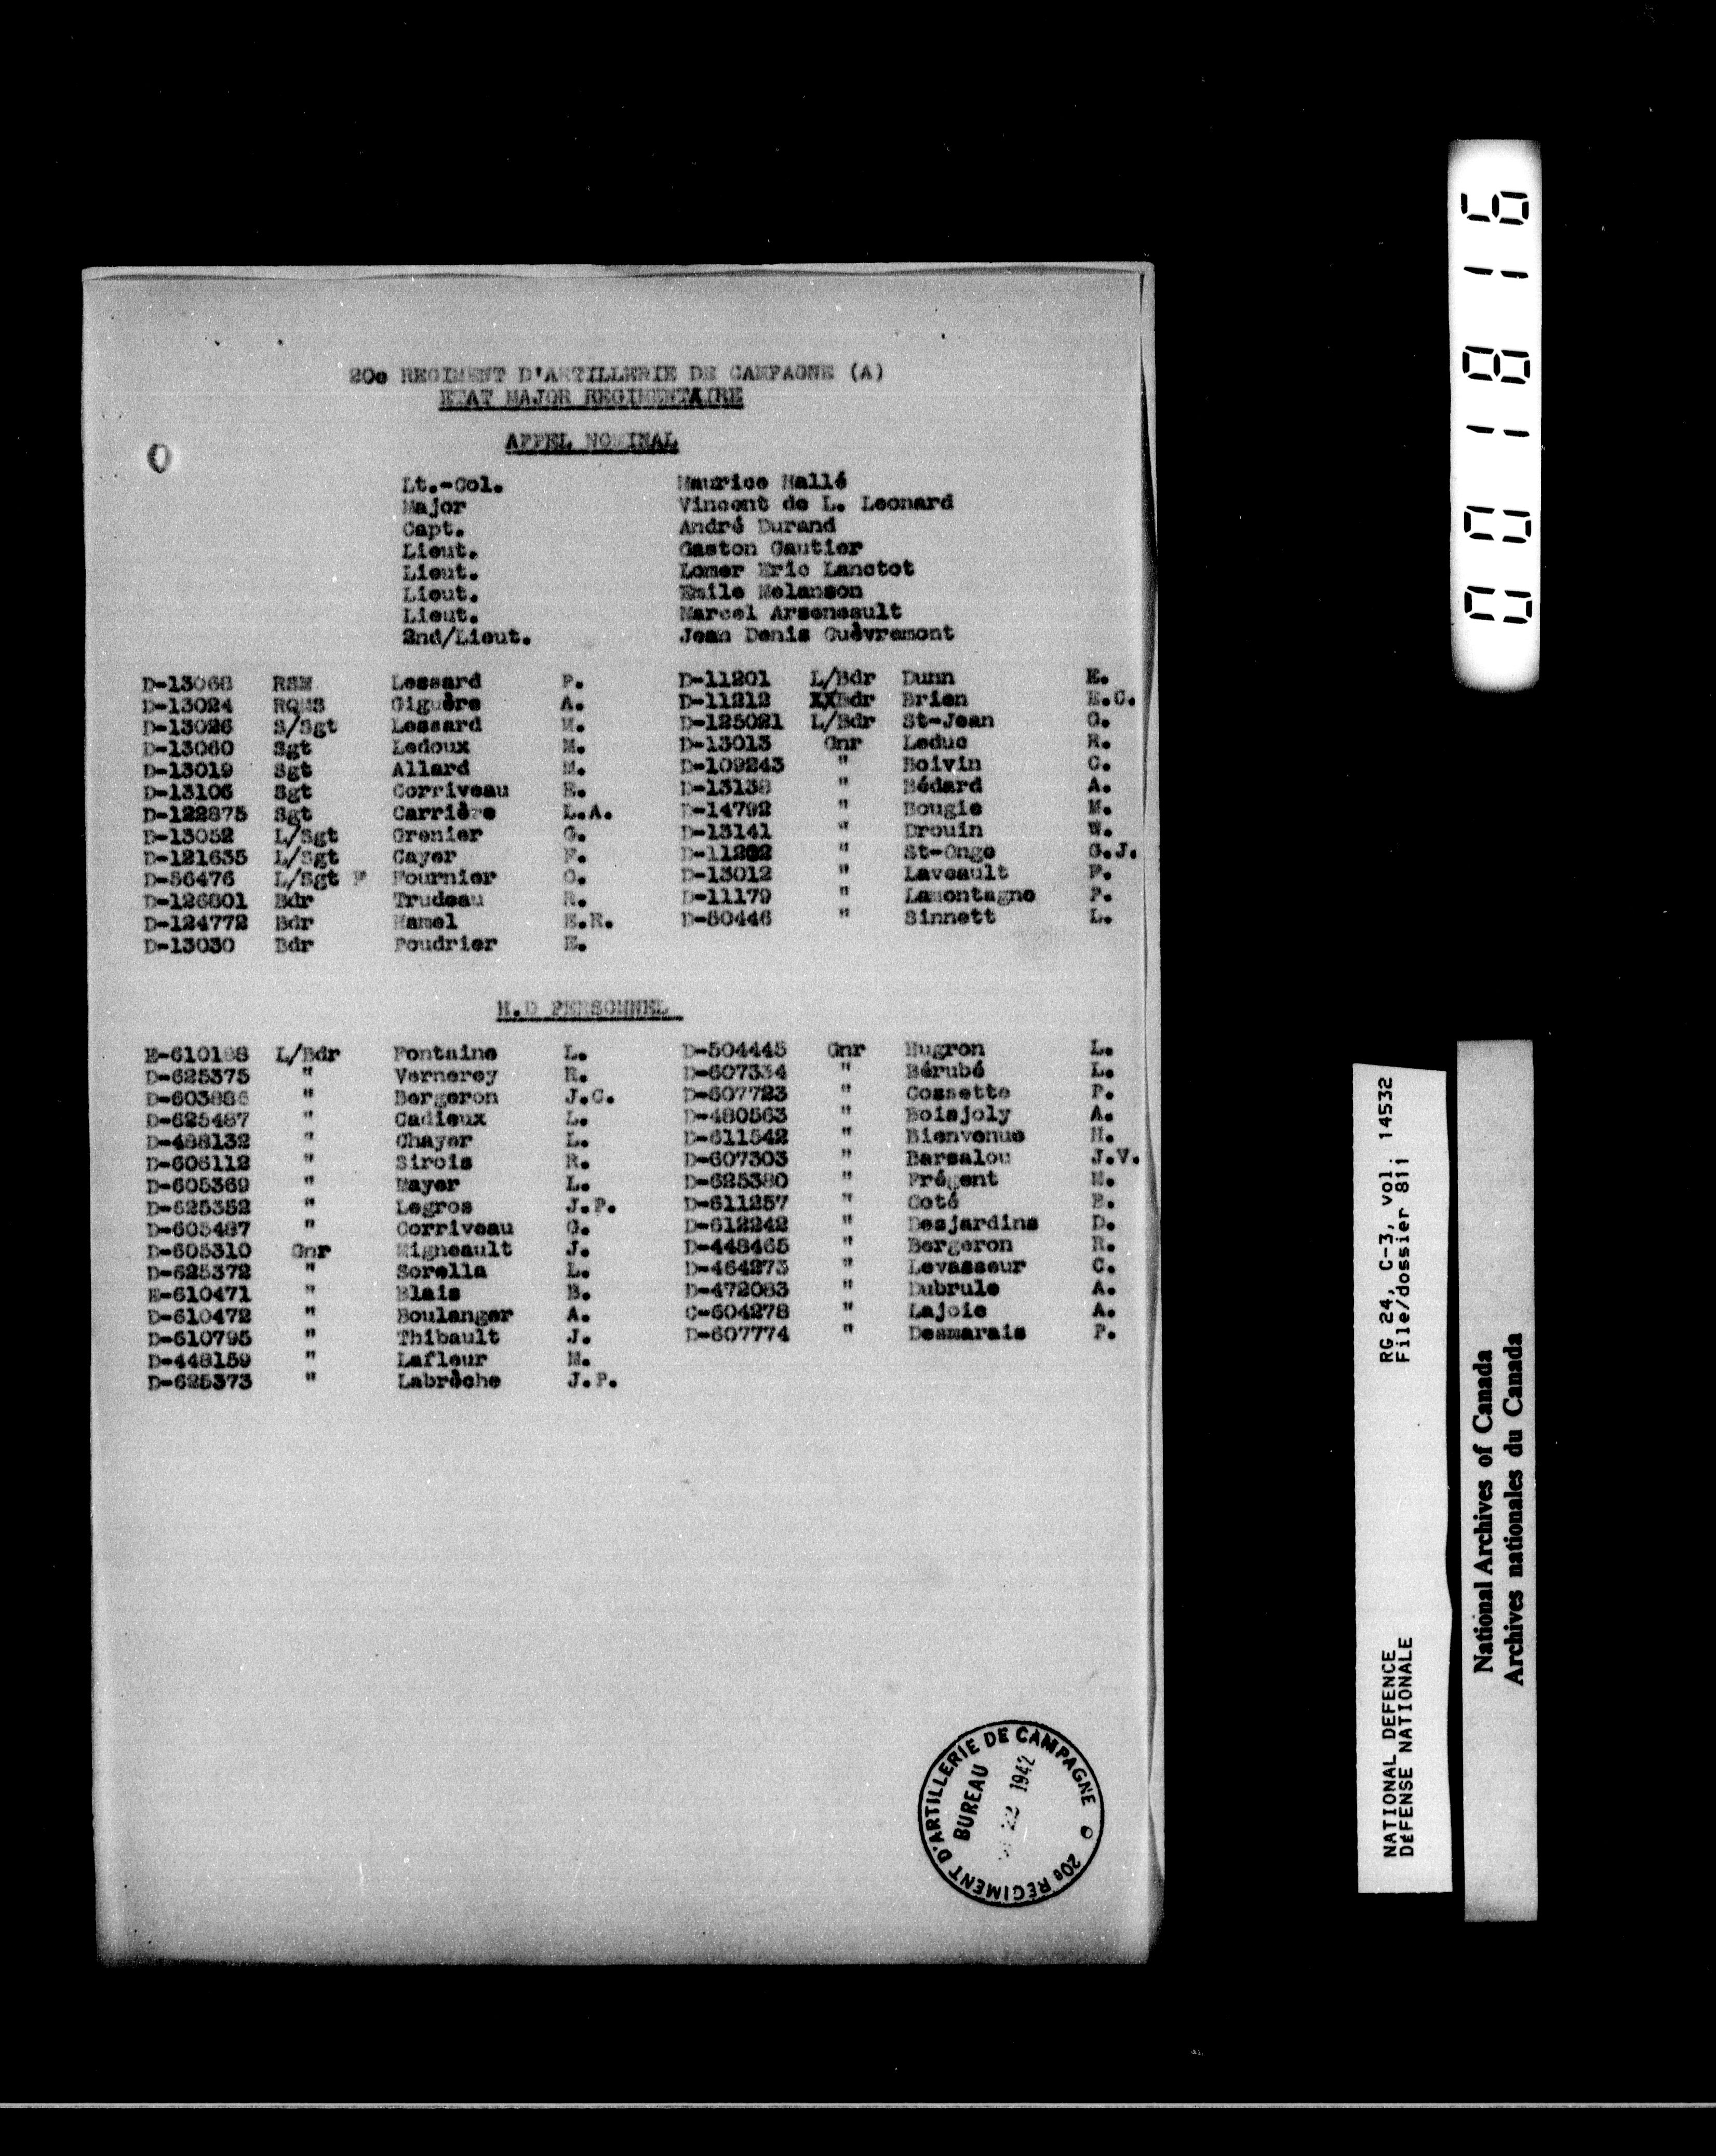 20e REGIMENT D'ARTILLERIE DE CAMPAGNE (A)
ETAT MAJOR REGIMENTAIRE
APPEL NOMINAL
Lt.-Col. Maurice Hallé
Major Vincent de L. Leonard
Capt. André Durand
Lieut. Gaston Gautier
Lieut. Lomer Eric Lanctot
Lieut. Emile Melanson
Lieut. Marcel Arseneault
2nd/Lieut. Jean Denis Guèvremont
D-13068 RSM Lessard P. D-11201 L/Bdr Dunn E.
D-13024 RQMS Giguère A. D-11212 XXBdr Brien E.C.
D-13026 S/Sgt Lessard M. D-125021 L/Bdr St-Jean G.
D-13060 Sgt Ledoux M. D-13013 Gnr Leduc R.
D-13019 Sgt Allard M. D-109243 " Boivin C.
D-13106 Sgt Corriveau E. D-13138 " Bédard A.
D-122875 Sgt Carrière L.A. D-14792 " Bougie M.
D-13052 L/Sgt Grenier G. D-13141 " Drouin W.
D-121635 L/Sgt Cayer F. " St-Onge G.J.
D-56476 L/Sgt F Fournier O. D-13012 " Laveault F.
D-126801 Bdr Trudeau R. D-11179 " Lamontagne P.
D-124772 Bdr Hamel E.R. D-80446 " Sinnett L.
D-13030 Bdr Poudrier E.
H.D PERSONNEL
L/Bdr Fontaine L. D-504445 Gnr Hugron L.
D-625375 " Vernerey R. D-607334 " Bérubé L.
" Bergeron J.C. D-607723 " Cossette P.
D-625487 " Cadieux L. D-480563 " Boisjoly A.
D-488132 " Chayer L. D-611542 " Bienvenue H.
D-606112 " Sirois R. D-607303 " Barsalou J.V.
D-605369 " Mayer L. D-625380 " Frégent M.
D-625352 " Legros J.P. D-611257 " Coté E.
D-605487 " Corriveau G. D-612242 " Desjardins D.
D-605310 Gnr Migneault J. D-448465 " Bergeron R.
D-625372 " Sorella L. D-464273 " Levasseur C.
E-610471 " Blais B. D-472083 " Dubrule A.
D-610472 " Boulanger A. C-604278 " Lajoie A.
D-610795 " Thibault J. D-607774 " Desmarais P.
D-448159 " Lafleur M.
D-625373 " Labrèche J.P.
20e REGIMENT D'ARTILLERIE DE CAMPAGNE
BUREAU
22 1942
001816
RG 24, C-3, vol. 14532
File/dossier 811
NATIONAL DEFENCE
DÉFENSE NATIONALE
National Archives of Canada
Archives nationales du Canada